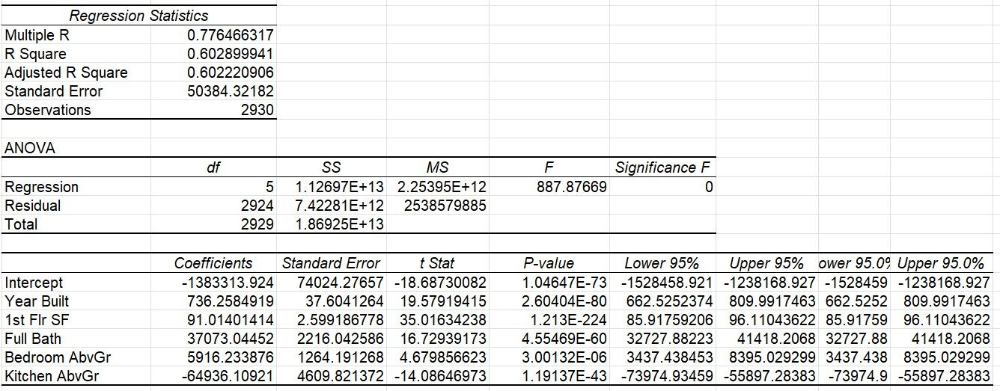 Regression Statistics
Multiple R 0.776466317
R Square 0.602899941
Adjusted R Square 0.602220906
Standard Error 50384.32182
Observations 2930
ANOVA
df SS MS F Significance F
Regression 5 1.12697E+13 2.25395E+12 887.87669 0
Residual 2924 7.42281E+12 2538579885
Total 2929 1.86925E+13
Coefficients Standard Error t Stat P-value Lower 95% Upper 95% ower 95.0% Upper 95.0%
Intercept -1383313.924 74024.27657 -18.68730082 1.04647E-73 -1528458.921 -1238168.927 -1528459 -1238168.927
Year Built 736.2584919 37.6041264 19.57919415 2.60404E-80 662.5252374 809.9917463 662.5252 809.9917463
1st Flr SF 91.01401414 2.599186778 35.01634238 1.213E-224 85.91759206 96.11043622 85.91759 96.11043622
Full Bath 37073.04452 2216.042586 16.72939173 4.55469E-60 32727.88223 41418.2068 32727.88 41418.2068
Bedroom AbvGr 5916.233876 1264.191268 4.679856623 3.00132E-06 3437.438453 8395.029299 3437.438 8395.029299
Kitchen AbvGr -64936.10921 4609.821372 -14.08646973 1.19137E-43 -73974.93459 -55897.28383 -73974.9 -55897.28383